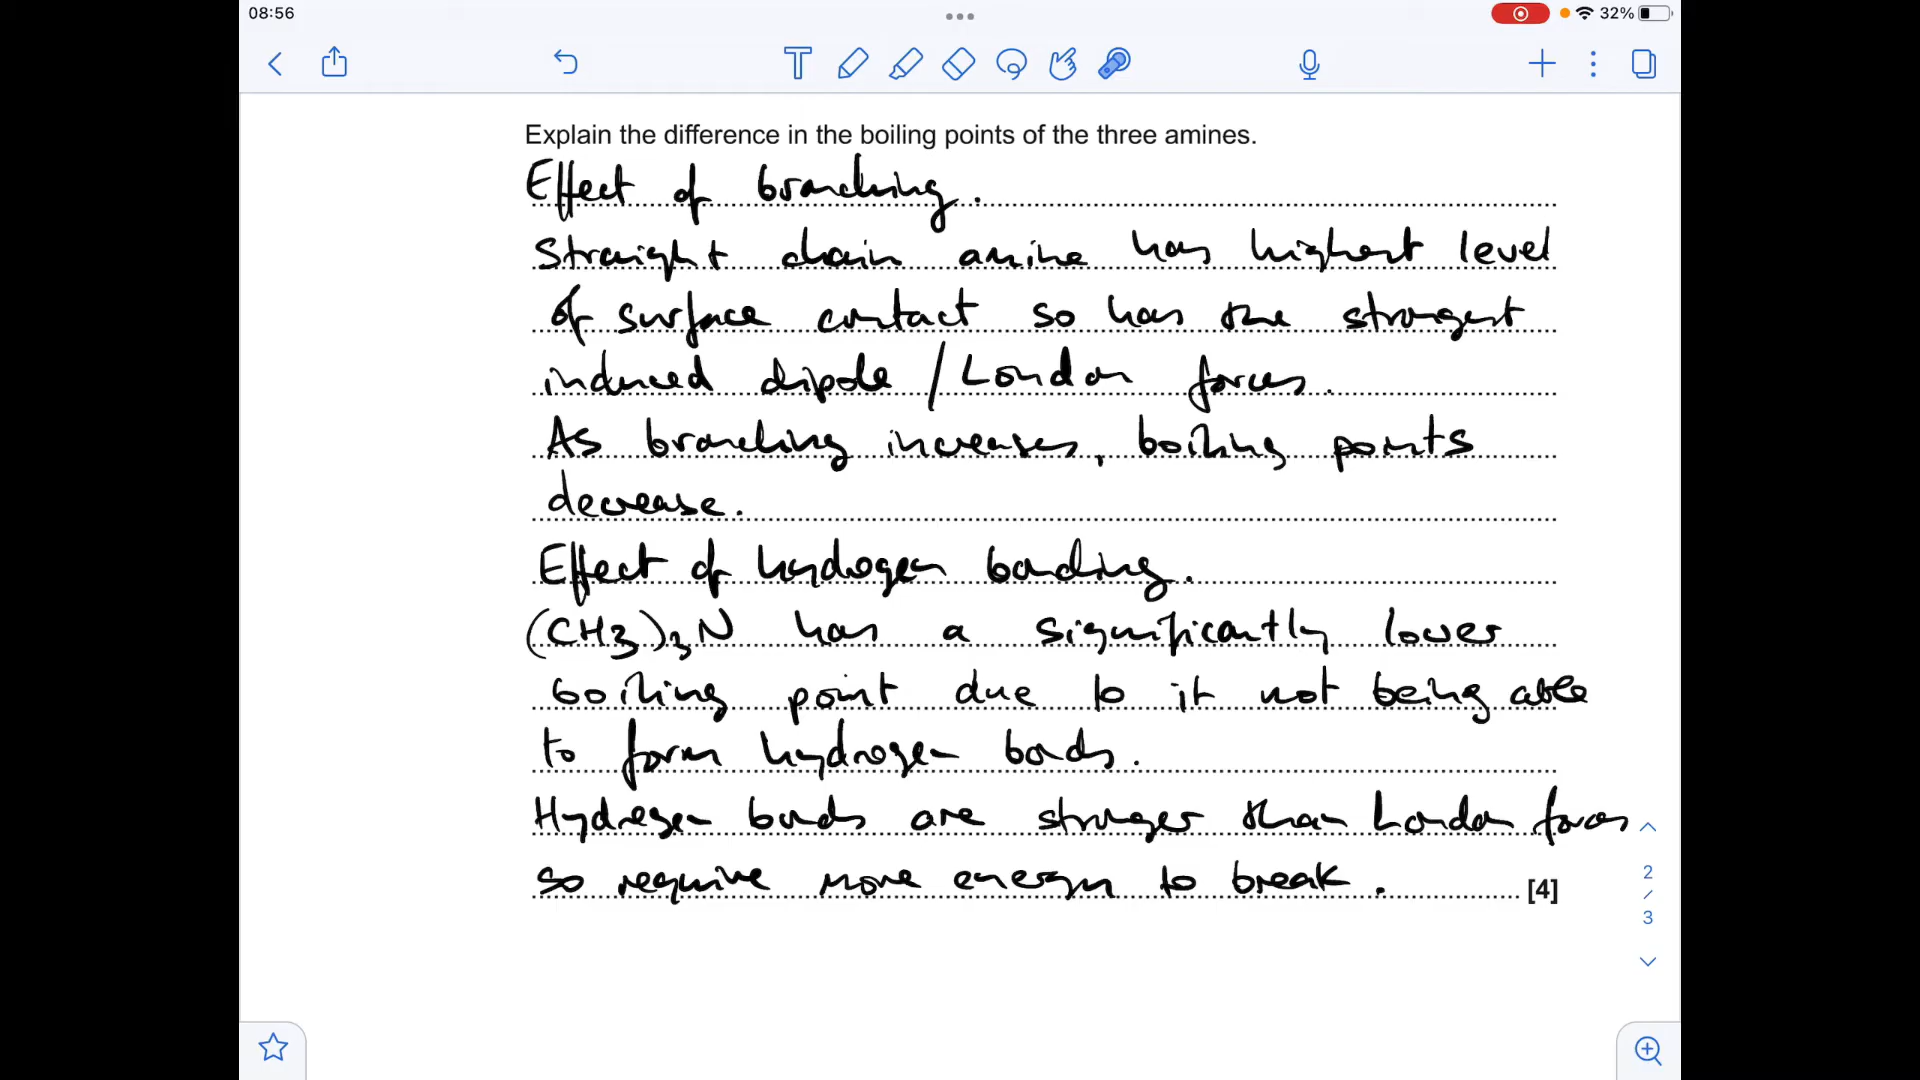 08:56
32%
Explain the difference in the boiling points of the three amines.
Effect of branching.
Straight chain amine has highest level
of surface contact so has the strongest
induced dipole / London forces.
As branching increases, boiling points
decrease.
Effect of hydrogen bonding.
(CH3)₃N has a significantly lower
boiling point due to it not being able
to form hydrogen bonds.
Hydrogen bonds are stronger than London forces
so require more energy to break.
[4]
2
/
3